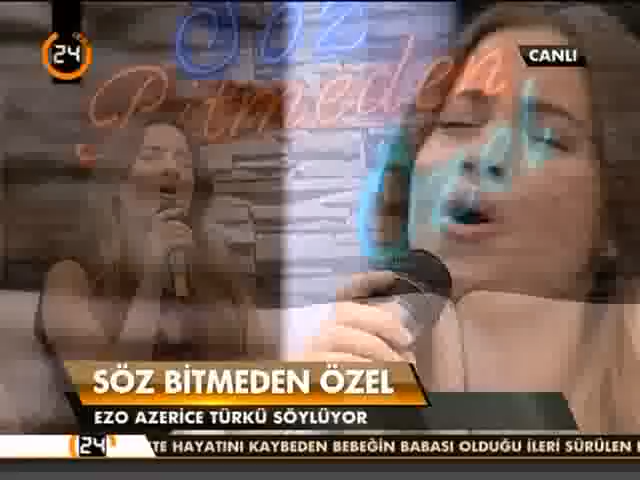 24
CANLI
Söz
Bitmeden
SÖZ BİTMEDEN ÖZEL
EZO AZERİCE TÜRKÜ SÖYLÜYOR
24 TE HAYATINI KAYBEDEN BEBEĞİN BABASI OLDUĞU İLERİ SÜRÜLEN